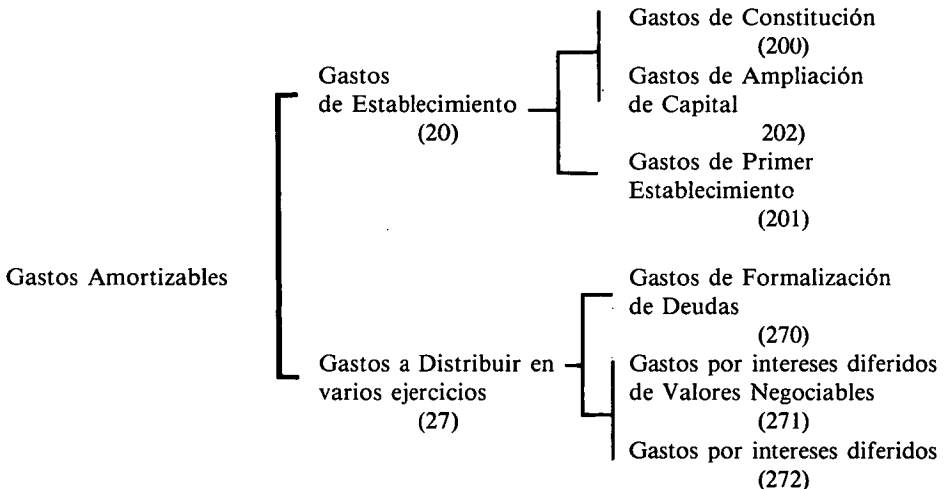 Gastos Amortizables
Gastos
de Establecimiento
(20)
Gastos de Constitución
(200)
Gastos de Ampliación
de Capital
202)
Gastos de Primer
Establecimiento
(201)
Gastos a Distribuir en
varios ejercicios
(27)
Gastos de Formalización
de Deudas
(270)
Gastos por intereses diferidos
de Valores Negociables
(271)
Gastos por intereses diferidos
(272)